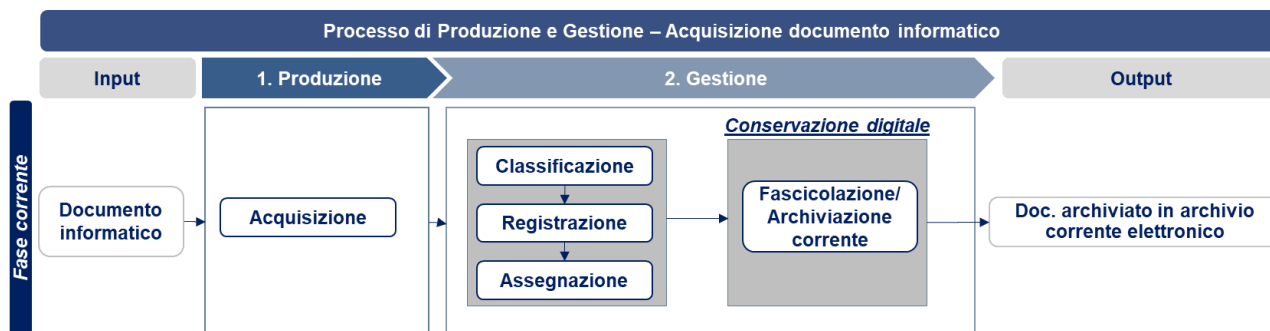 Processo di Produzione e Gestione – Acquisizione documento informatico
Input
1. Produzione
2. Gestione
Output
Fase corrente
Documento
informatico
Acquisizione
Classificazione
Registrazione
Assegnazione
Conservazione digitale
Fascicolazione/
Archiviazione
corrente
Doc. archiviato in archivio
corrente elettronico